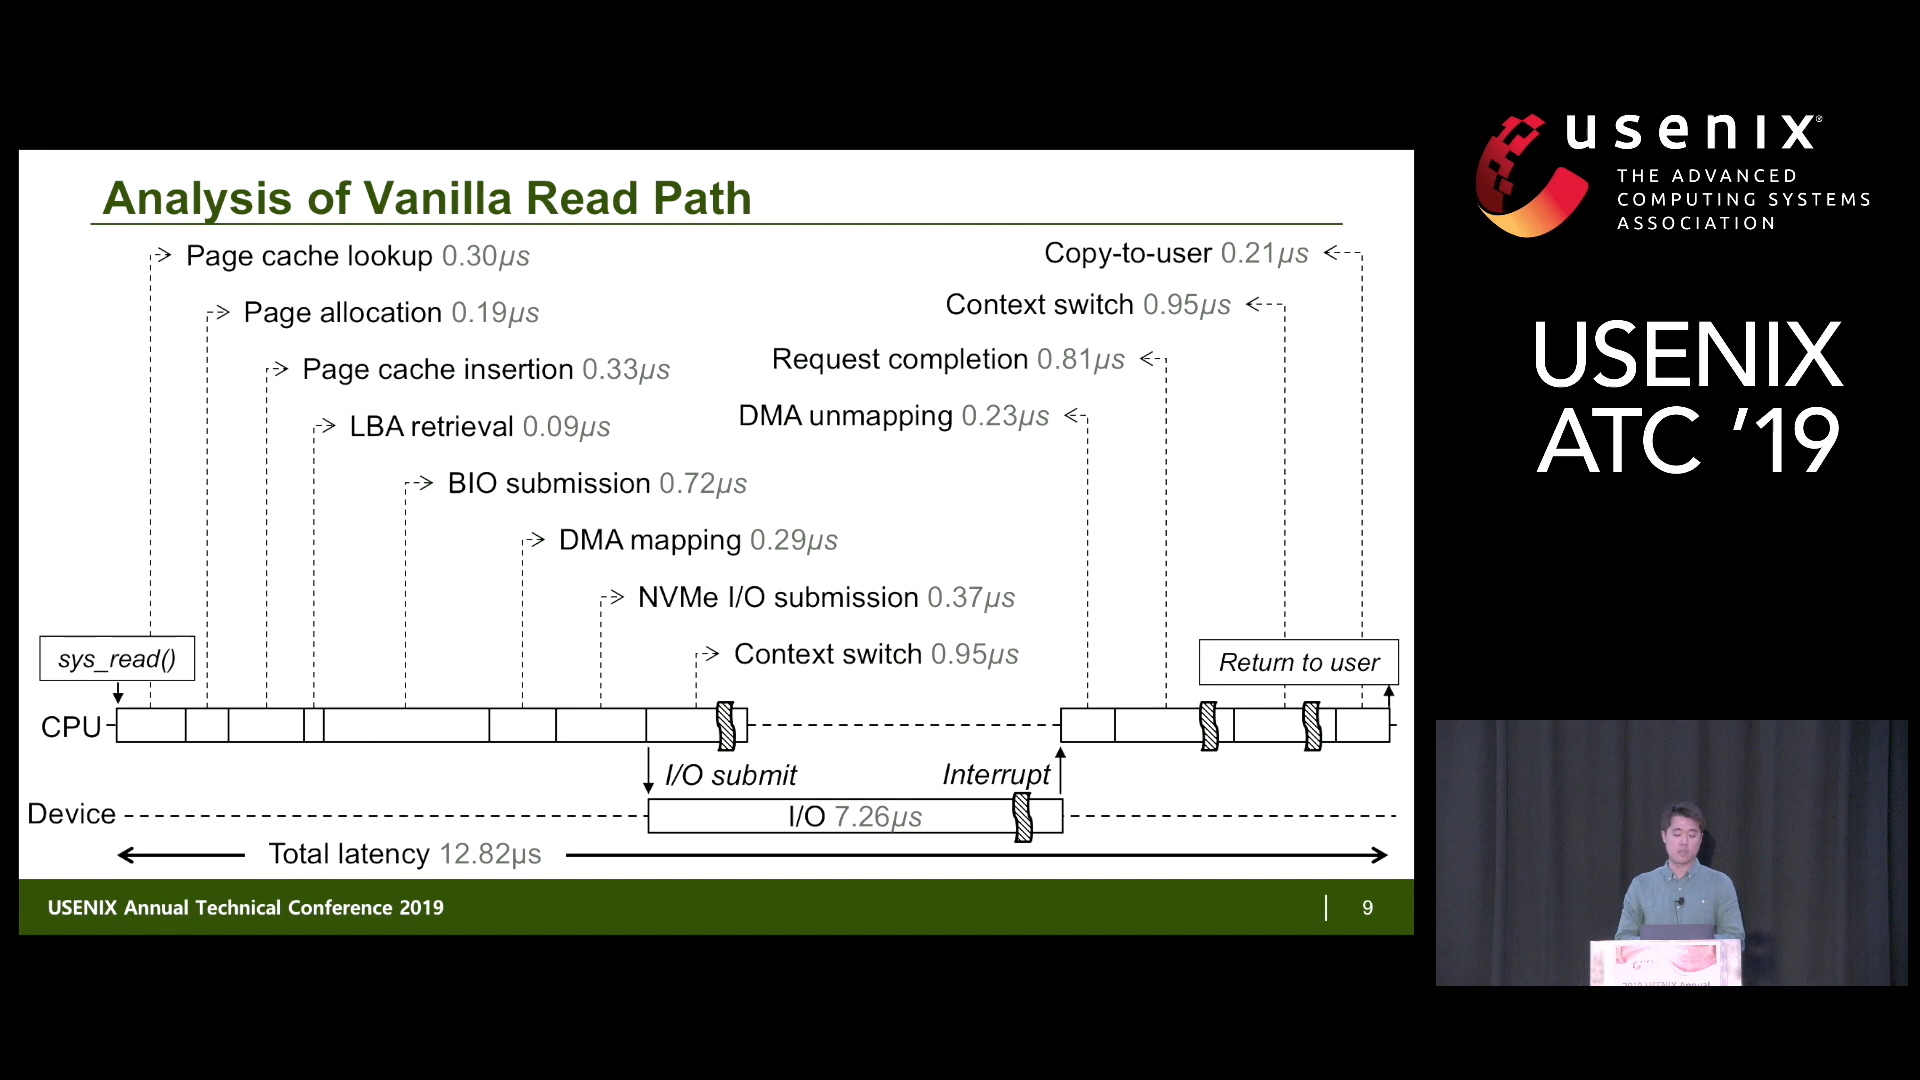 Analysis of Vanilla Read Path
Page cache lookup 0.30µs
Page allocation 0.19µs
Page cache insertion 0.33µs
LBA retrieval 0.09µs
BIO submission 0.72µs
DMA mapping 0.29µs
NVMe I/O submission 0.37µs
Context switch 0.95µs
Copy-to-user 0.21µs
Context switch 0.95µs
Request completion 0.81µs
DMA unmapping 0.23µs
sys_read()
Return to user
CPU
I/O submit
Interrupt
Device
I/O 7.26µs
Total latency 12.82µs
USENIX Annual Technical Conference 2019
9
usenix®
THE ADVANCED
COMPUTING SYSTEMS
ASSOCIATION
USENIX
ATC ’19
2019 USENIX Annual